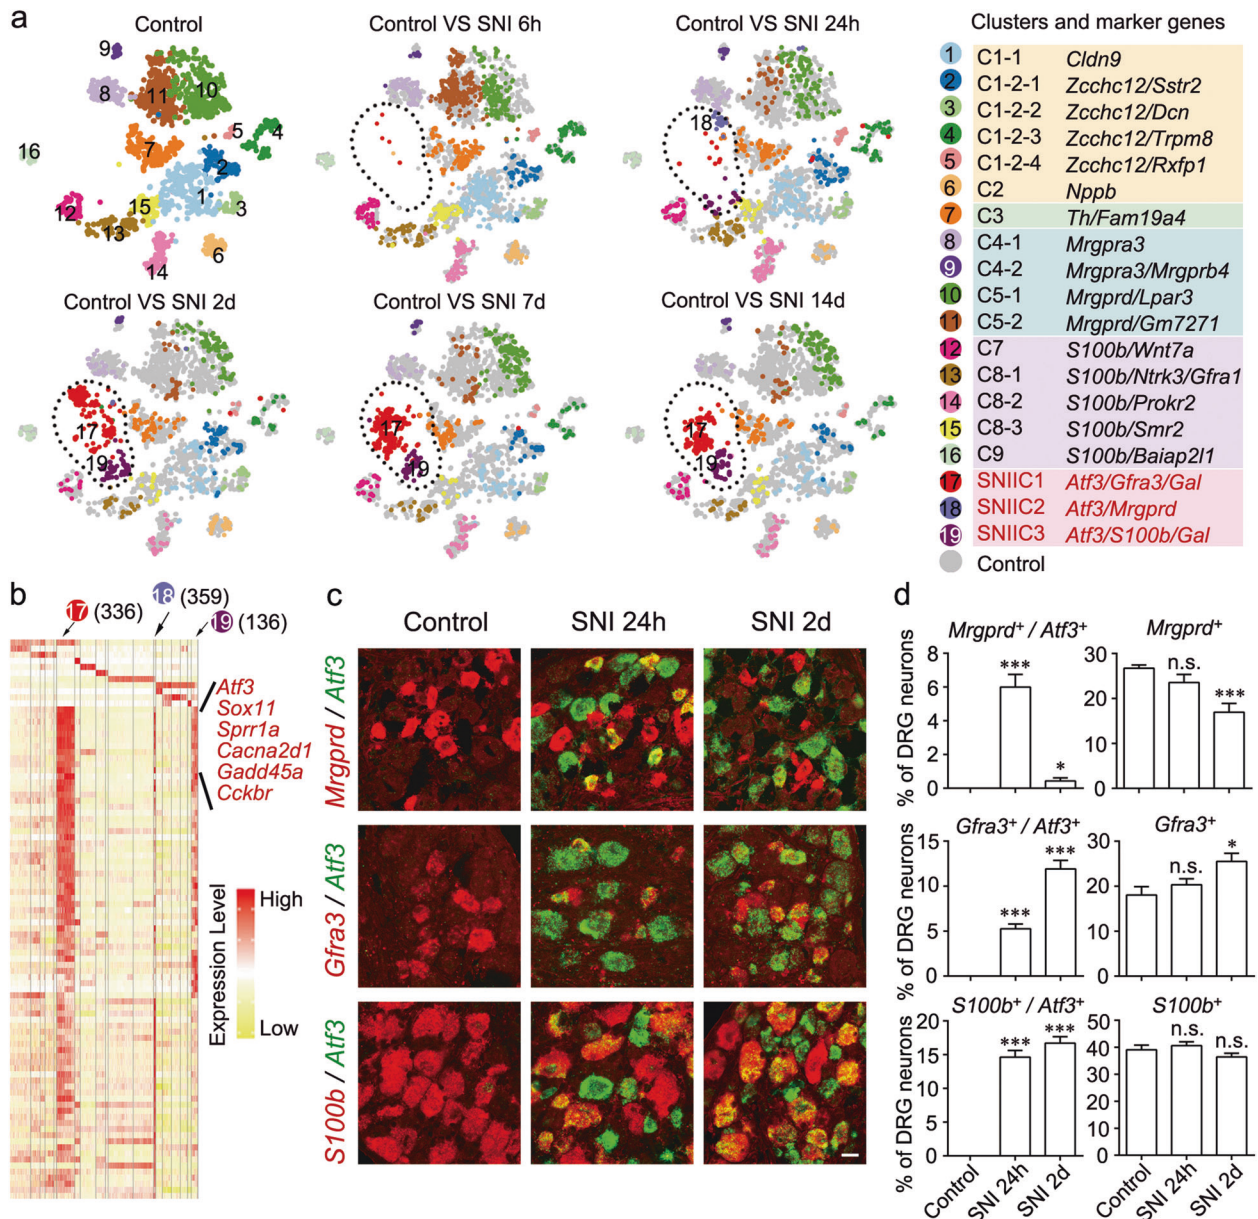 a
Control
Control VS SNI 6h
Control VS SNI 24h
9
8
11
10
5
4
16
7
2
1
12
15
3
13
14
6
18
Control VS SNI 2d
Control VS SNI 7d
Control VS SNI 14d
17
19
17
19
17
19
Clusters and marker genes
1 C1-1 Cldn9
2 C1-2-1 Zcchc12/Sstr2
3 C1-2-2 Zcchc12/Dcn
4 C1-2-3 Zcchc12/Trpm8
5 C1-2-4 Zcchc12/Rxfp1
6 C2 Nppb
7 C3 Th/Fam19a4
8 C4-1 Mrgpra3
9 C4-2 Mrgpra3/Mrgprb4
10 C5-1 Mrgprd/Lpar3
11 C5-2 Mrgprd/Gm7271
12 C7 S100b/Wnt7a
13 C8-1 S100b/Ntrk3/Gfra1
14 C8-2 S100b/Prokr2
15 C8-3 S100b/Smr2
16 C9 S100b/Baiap2l1
17 SNIIC1 Atf3/Gfra3/Gal
18 SNIIC2 Atf3/Mrgprd
19 SNIIC3 Atf3/S100b/Gal
Control
b
17 (336)
18 (359)
19 (136)
Atf3
Sox11
Sprr1a
Cacna2d1
Gadd45a
Cckbr
Expression Level
High
Low
c
Control
SNI 24h
SNI 2d
Mrgprd / Atf3
Gfra3 / Atf3
S100b / Atf3
d
Mrgprd+ / Atf3+
% of DRG neurons
8
6
4
2
0
***
*
Mrgprd+
30
20
10
0
n.s.
***
Gfra3+ / Atf3+
% of DRG neurons
15
10
5
0
***
***
Gfra3+
30
20
10
0
n.s.
*
S100b+ / Atf3+
% of DRG neurons
20
15
10
5
0
***
***
Control
SNI 24h
SNI 2d
S100b+
50
40
30
20
10
0
n.s.
n.s.
Control
SNI 24h
SNI 2d